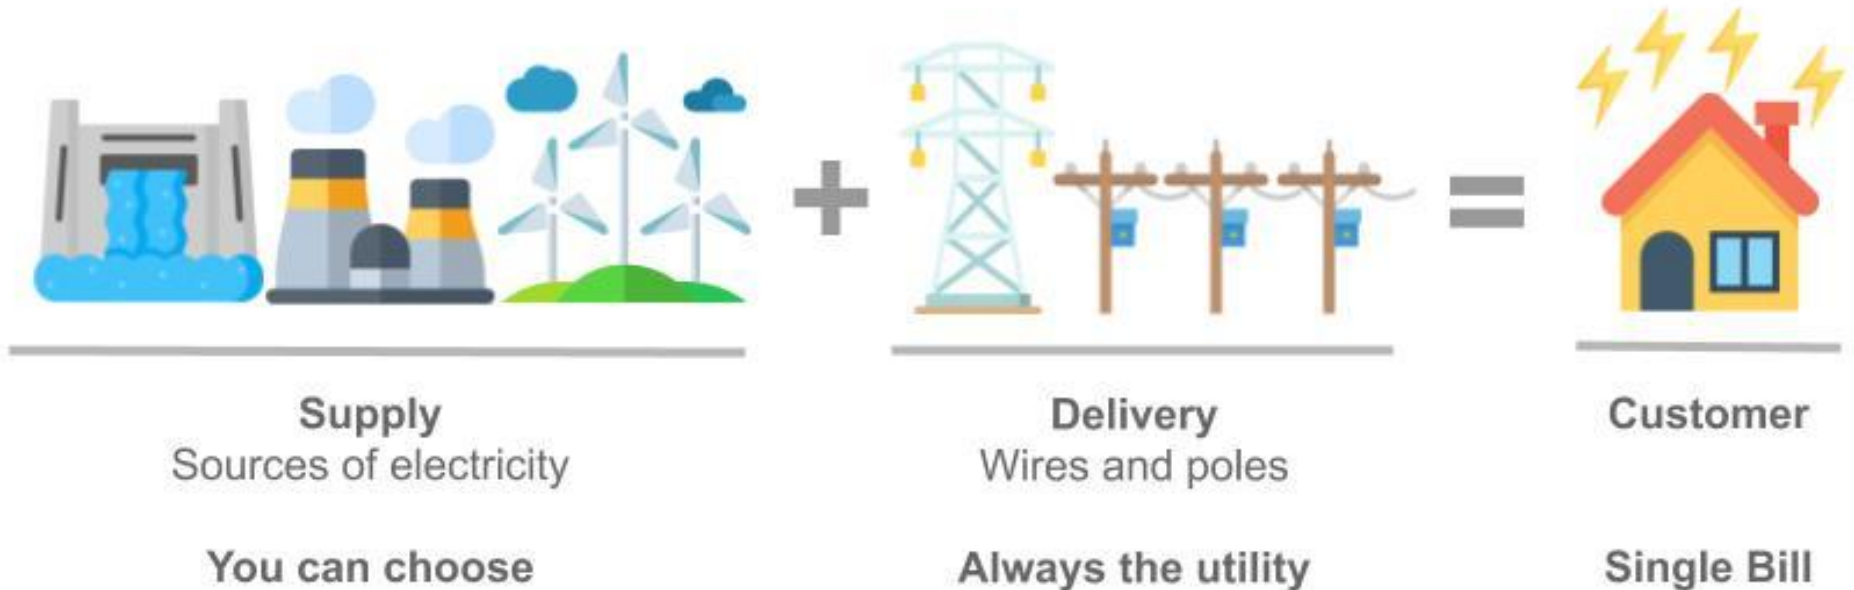 Supply
Sources of electricity
You can choose
Delivery
Wires and poles
Always the utility
Customer
Single Bill